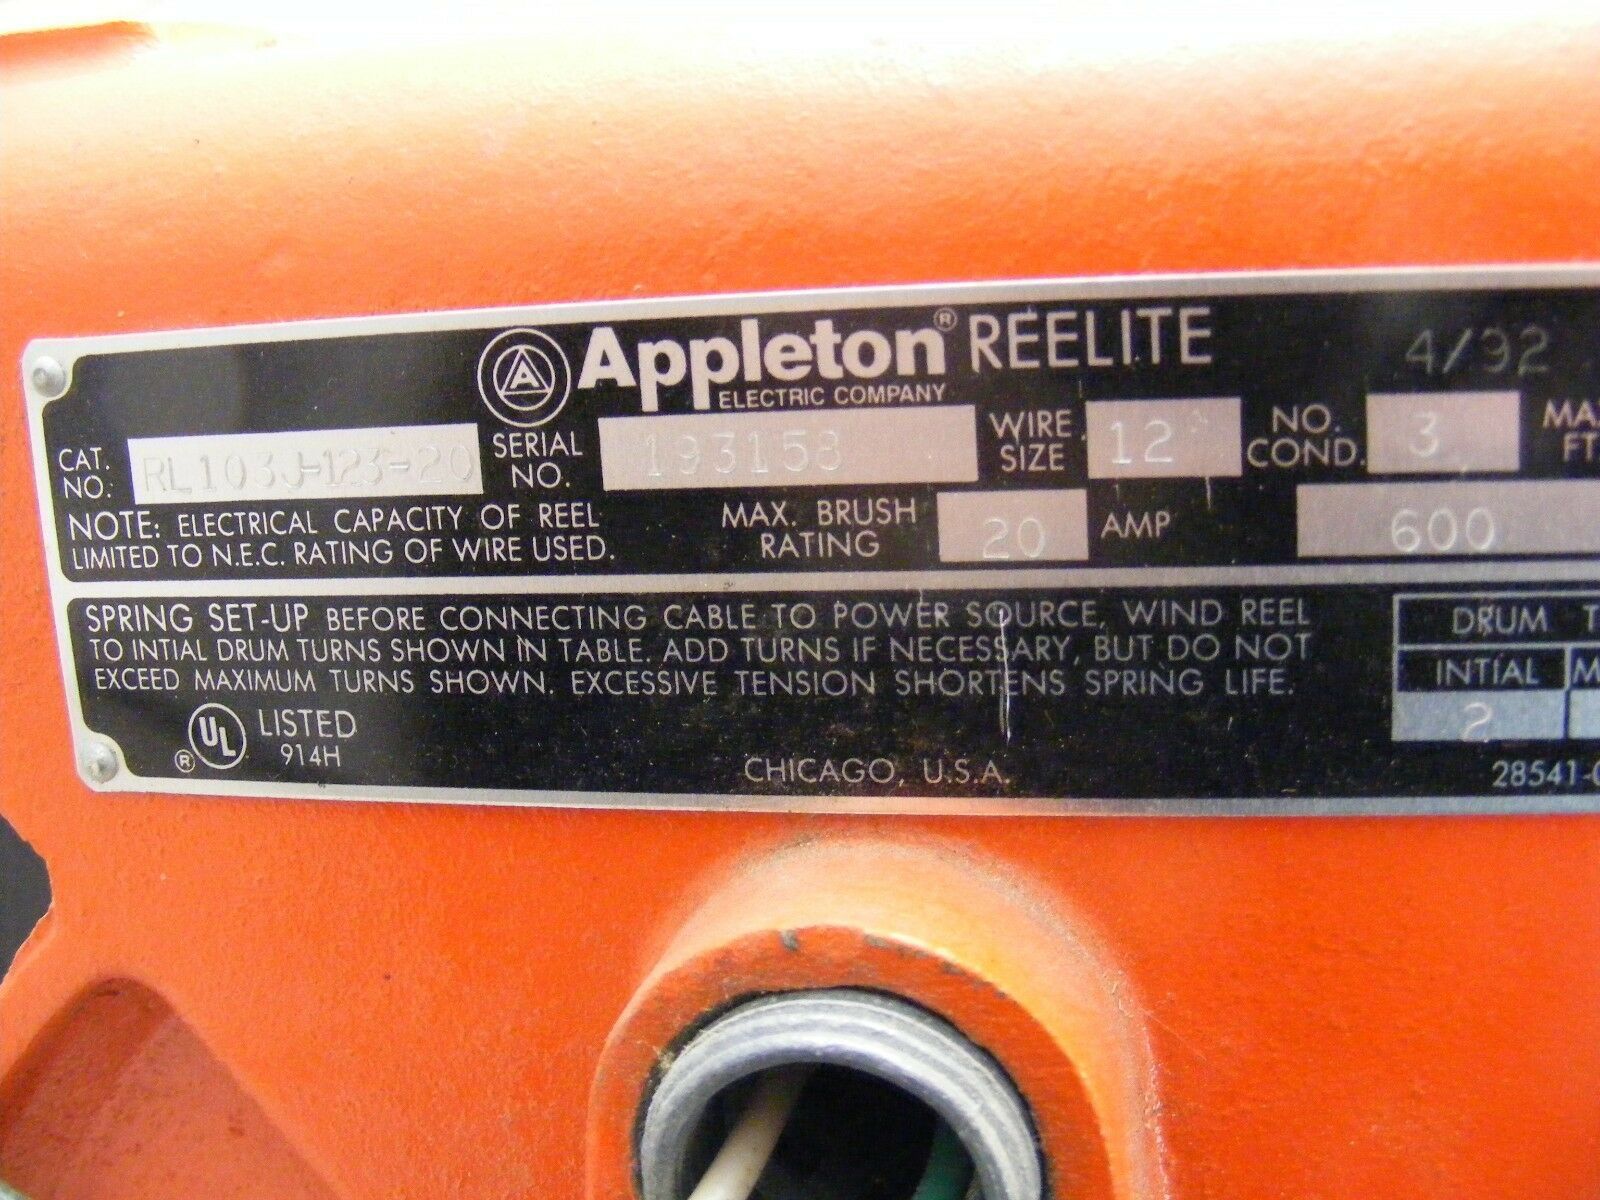 A Appleton® REELITE 4/92
ELECTRIC COMPANY
CAT. NO. RL103J-123-20 SERIAL NO. 193158 WIRE SIZE 12 NO. COND. 3
NOTE: ELECTRICAL CAPACITY OF REEL
LIMITED TO N.E.C. RATING OF WIRE USED.
MAX. BRUSH RATING 20 AMP 600
SPRING SET-UP BEFORE CONNECTING CABLE TO POWER SOURCE, WIND REEL
TO INTIAL DRUM TURNS SHOWN IN TABLE. ADD TURNS IF NECESSARY, BUT DO NOT
EXCEED MAXIMUM TURNS SHOWN. EXCESSIVE TENSION SHORTENS SPRING LIFE.
DRUM
INTIAL
2
® UL LISTED
914H
CHICAGO, U.S.A.
28541-